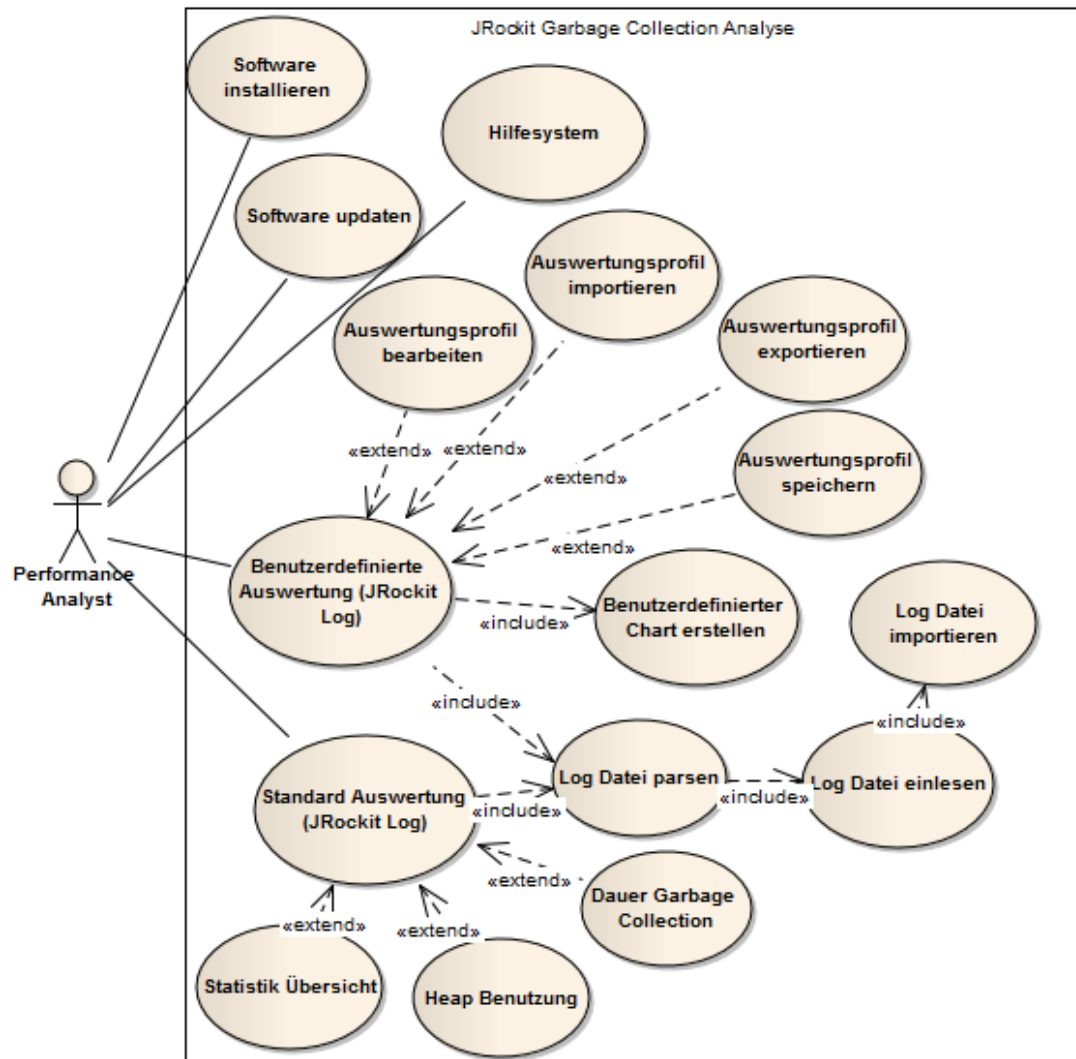 JRockit Garbage Collection Analyse
Software
installieren
Hilfesystem
Software updaten
Auswertungsprofil
importieren
Auswertungsprofil
bearbeiten
Auswertungsprofil
exportieren
«extend»
«extend»
«extend»
Auswertungsprofil
speichern
«extend»
Performance
Analyst
Benutzerdefinierte
Auswertung (JRockit
Log)
«include»
Benutzerdefinierter
Chart erstellen
Log Datei
importieren
«include»
«include»
Standard Auswertung
(JRockit Log)
«include»
Log Datei parsen
«include»
Log Datei einlesen
«extend»
Dauer Garbage
Collection
«extend»
«extend»
Statistik Übersicht
Heap Benutzung